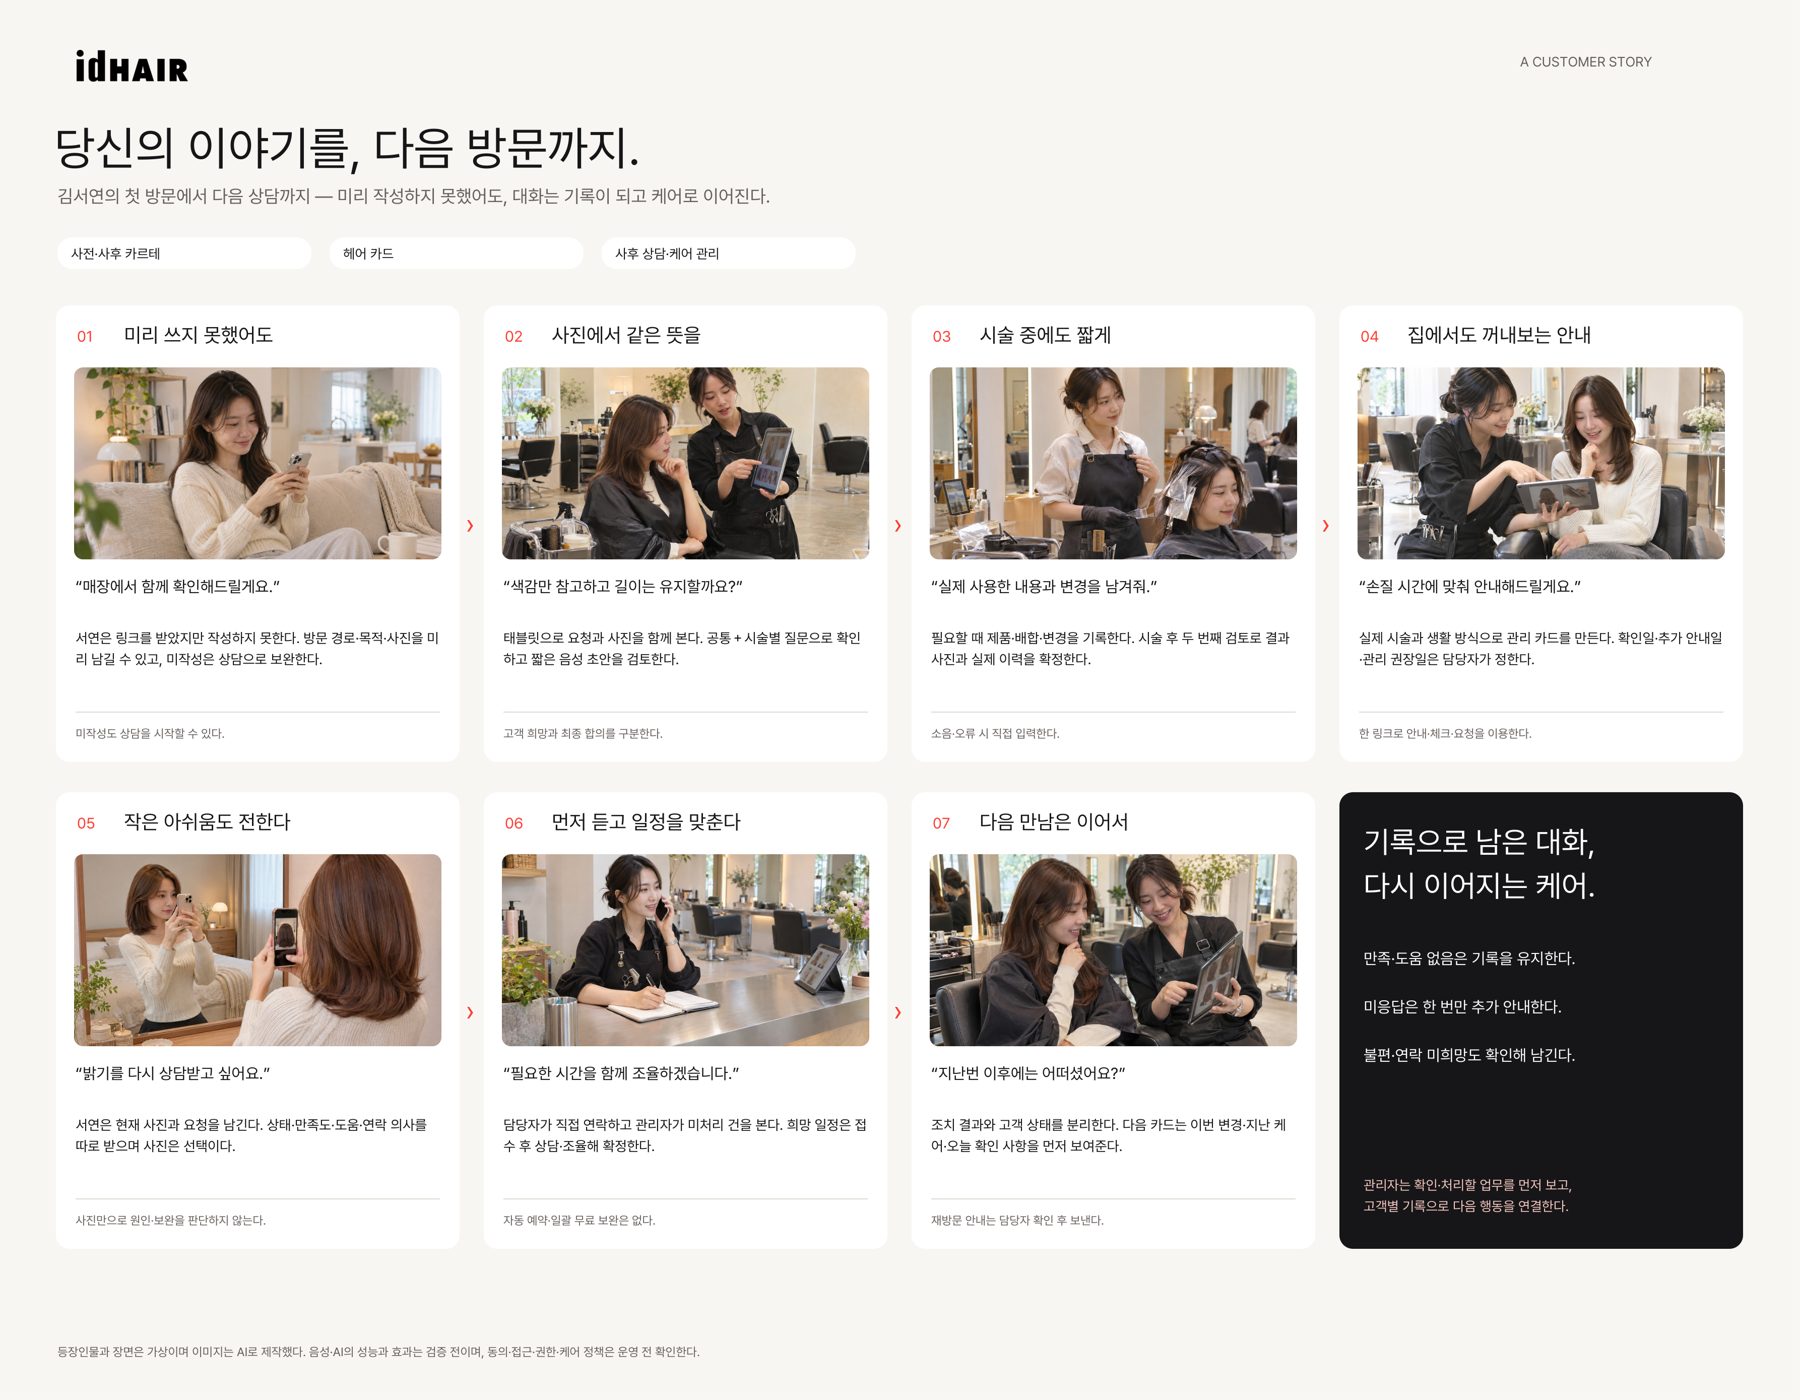 idHAIR
A CUSTOMER STORY
당신의 이야기를, 다음 방문까지.
김서연의 첫 방문에서 다음 상담까지 — 미리 작성하지 못했어도, 대화는 기록이 되고 케어로 이어진다.
사전·사후 카르테
헤어 카드
사후 상담·케어 관리
01 미리 쓰지 못했어도
“매장에서 함께 확인해드릴게요.”
서연은 링크를 받았지만 작성하지 못한다. 방문 경로·목적·사진을 미
리 남길 수 있고, 미작성은 상담으로 보완한다.
미작성도 상담을 시작할 수 있다.
02 사진에서 같은 뜻을
“색감만 참고하고 길이는 유지할까요?”
태블릿으로 요청과 사진을 함께 본다. 공통 + 시술별 질문으로 확인
하고 짧은 음성 초안을 검토한다.
고객 희망과 최종 합의를 구분한다.
03 시술 중에도 짧게
“실제 사용한 내용과 변경을 남겨줘.”
필요할 때 제품·배합·변경을 기록한다. 시술 후 두 번째 검토로 결과
사진과 실제 이력을 확정한다.
소음·오류 시 직접 입력한다.
04 집에서도 꺼내보는 안내
“손질 시간에 맞춰 안내해드릴게요.”
실제 시술과 생활 방식으로 관리 카드를 만든다. 확인일·추가 안내일
·관리 권장일은 담당자가 정한다.
한 링크로 안내·체크·요청을 이용한다.
05 작은 아쉬움도 전한다
“밝기를 다시 상담받고 싶어요.”
서연은 현재 사진과 요청을 남긴다. 상태·만족도·도움·연락 의사를
따로 받으며 사진은 선택이다.
사진만으로 원인·보완을 판단하지 않는다.
06 먼저 듣고 일정을 맞춘다
“필요한 시간을 함께 조율하겠습니다.”
담당자가 직접 연락하고 관리자가 미처리 건을 본다. 희망 일정은 접
수 후 상담·조율해 확정한다.
자동 예약·일괄 무료 보완은 없다.
07 다음 만남은 이어서
“지난번 이후에는 어떠셨어요?”
조치 결과와 고객 상태를 분리한다. 다음 카드는 이번 변경·지난 케
어·오늘 확인 사항을 먼저 보여준다.
재방문 안내는 담당자 확인 후 보낸다.
기록으로 남은 대화,
다시 이어지는 케어.
만족·도움 없음은 기록을 유지한다.
미응답은 한 번만 추가 안내한다.
불편·연락 미희망도 확인해 남긴다.
관리자는 확인·처리할 업무를 먼저 보고,
고객별 기록으로 다음 행동을 연결한다.
등장인물과 장면은 가상이며 이미지는 AI로 제작했다. 음성·AI의 성능과 효과는 검증 전이며, 동의·접근·권한·케어 정책은 운영 전 확인한다.